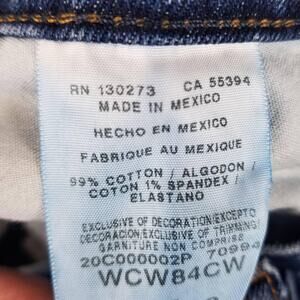 RN 130273 CA 55394
MADE IN MEXICO
HECHO EN MEXICO
FABRIQUE AU MEXIQUE
99% COTTON / ALGODON /
COTON 1% SPANDEX /
ELASTANO
EXCLUSIVE OF DECORATION/EXCEPTO
DECORACION/EXCLUSIVE OF TRIMMING/
GARNITURE NON COMPRISE
20C000002P 70994
WCW84CW